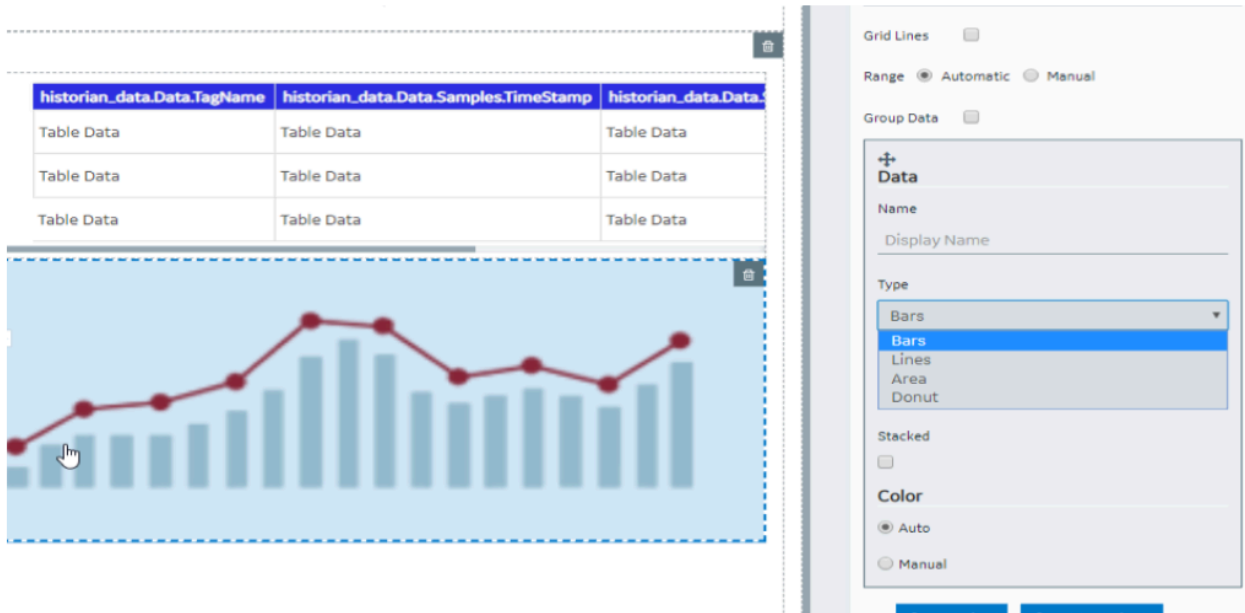 historian_data.Data.TagName historian_data.Data.Samples.TimeStamp historian_data.Data.
Table Data Table Data Table Data
Table Data Table Data Table Data
Table Data Table Data Table Data
Grid Lines
Range Automatic Manual
Group Data
Data
Name
Display Name
Type
Bars
Bars
Lines
Area
Donut
Stacked
Color
Auto
Manual